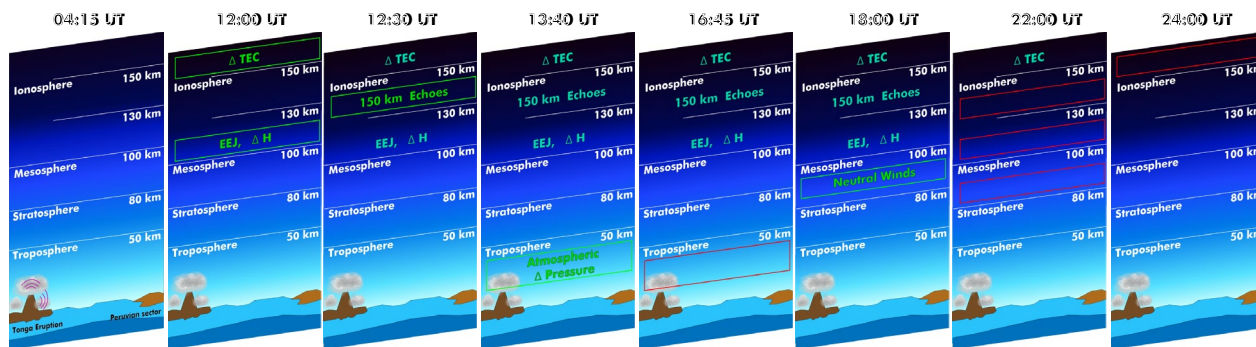 04:15 UT
150 km
Ionosphere
130 km
100 km
Mesosphere
80 km
Stratosphere
50 km
Troposphere
Peruvian sector
Tonga Eruption
12:00 UT
Δ TEC
150 km
Ionosphere
130 km
EEJ, Δ H
100 km
Mesosphere
80 km
Stratosphere
50 km
Troposphere
12:30 UT
Δ TEC
150 km
Ionosphere
150 km Echoes
130 km
EEJ, Δ H
100 km
Mesosphere
80 km
Stratosphere
50 km
Troposphere
13:40 UT
Δ TEC
150 km
Ionosphere
150 km Echoes
130 km
EEJ, Δ H
100 km
Mesosphere
80 km
Stratosphere
50 km
Troposphere
Atmospheric
Δ Pressure
16:45 UT
Δ TEC
150 km
Ionosphere
150 km Echoes
130 km
EEJ, Δ H
100 km
Mesosphere
80 km
Stratosphere
50 km
Troposphere
18:00 UT
Δ TEC
150 km
Ionosphere
150 km Echoes
130 km
EEJ, Δ H
100 km
Mesosphere
Neutral Winds
80 km
Stratosphere
50 km
Troposphere
22:00 UT
Δ TEC
150 km
Ionosphere
130 km
100 km
Mesosphere
80 km
Stratosphere
50 km
Troposphere
24:00 UT
150 km
Ionosphere
130 km
100 km
Mesosphere
80 km
Stratosphere
50 km
Troposphere